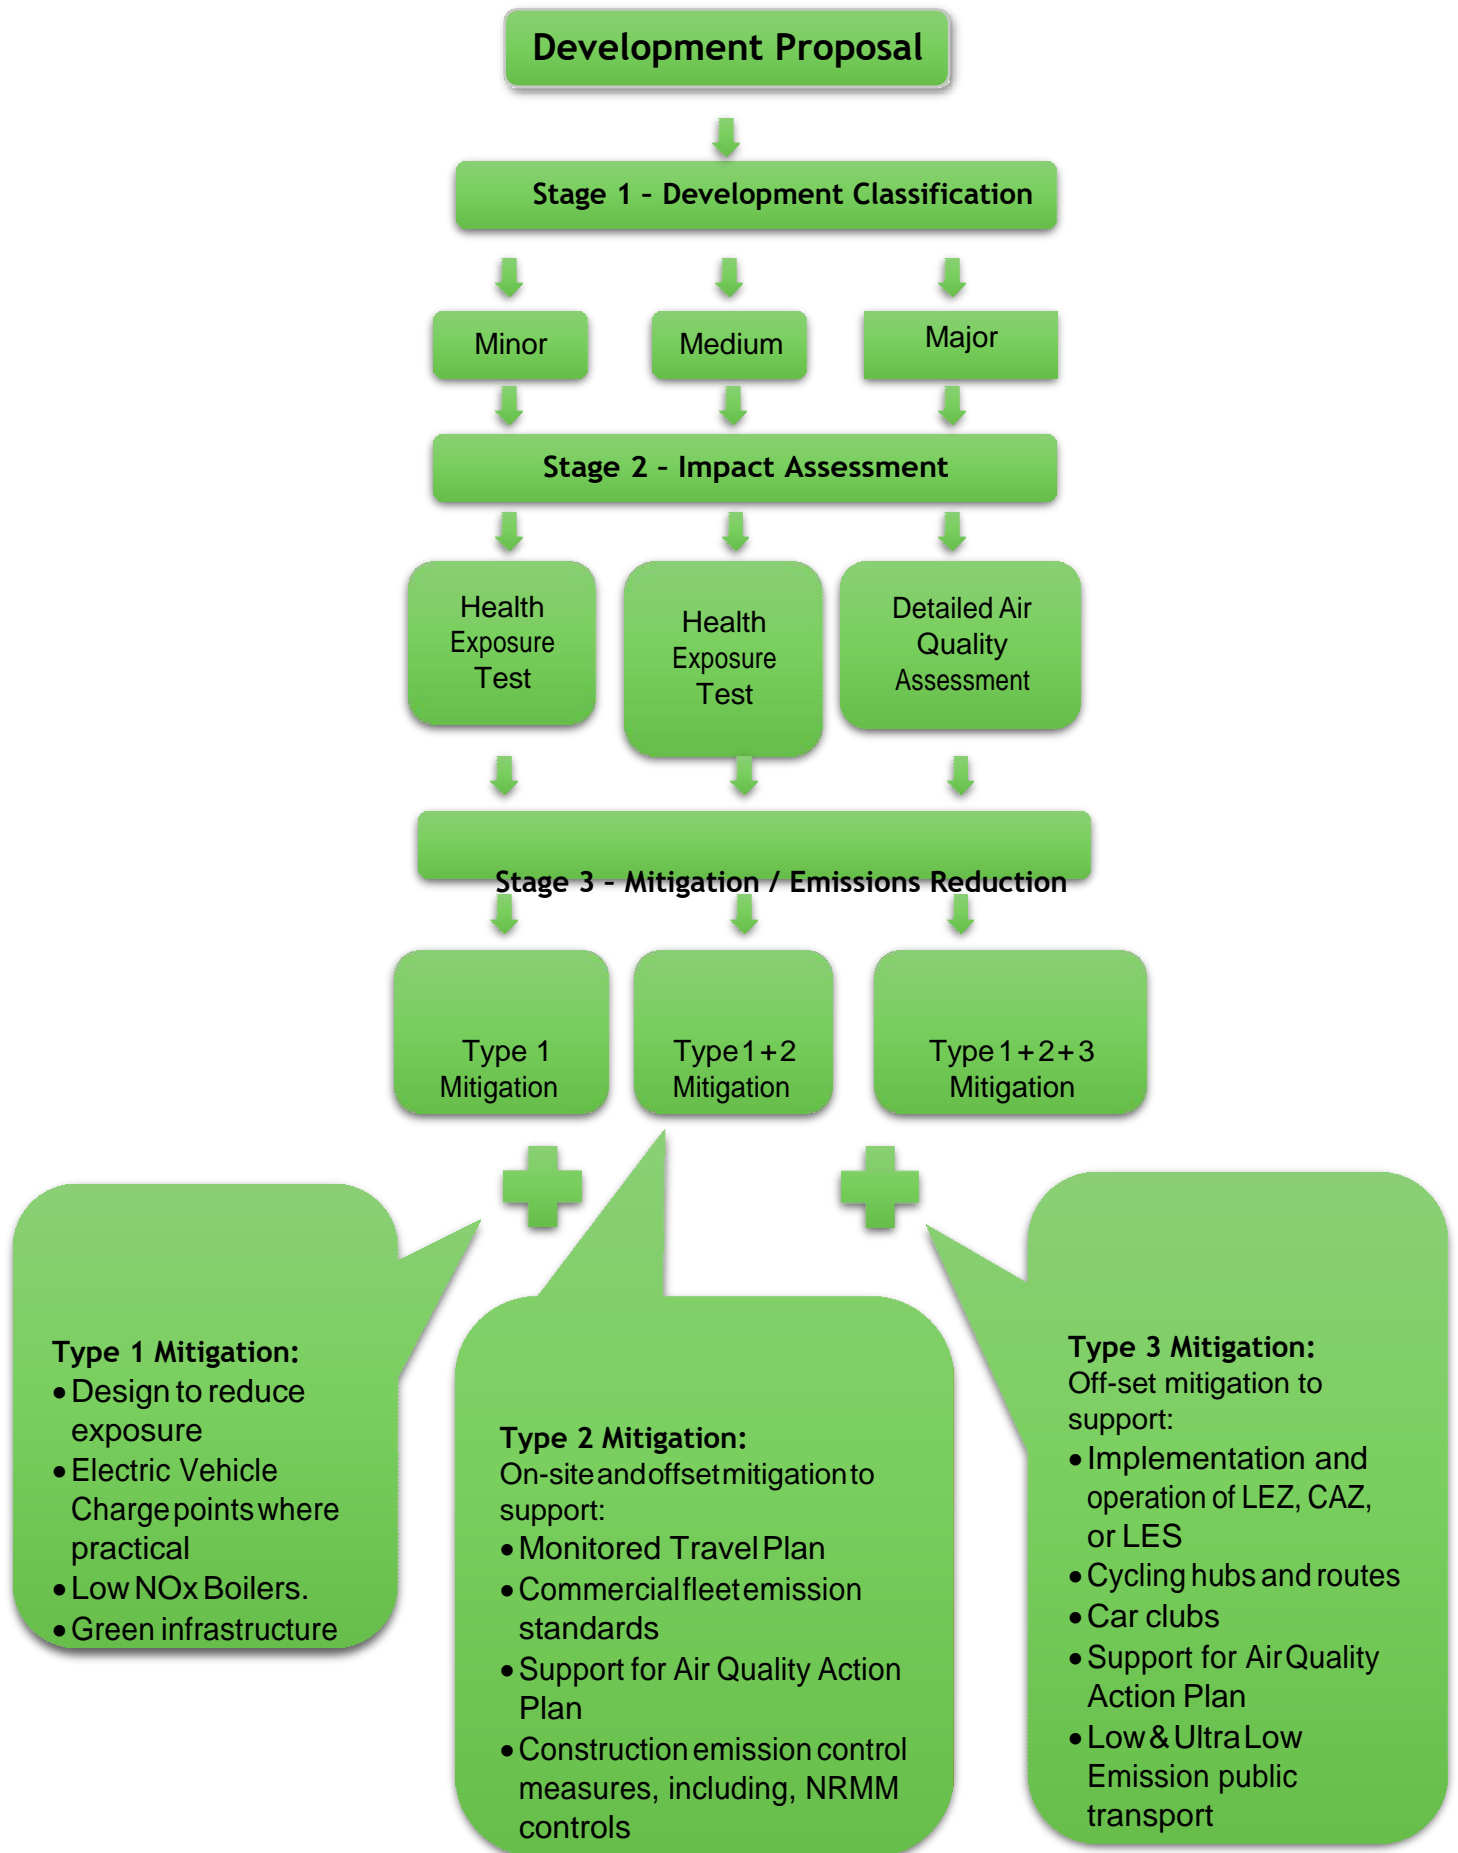 Development Proposal
Stage 1 – Development Classification
Minor
Medium
Major
Stage 2 – Impact Assessment
Health
Exposure
Test
Health
Exposure
Test
Detailed Air
Quality
Assessment
Stage 3 – Mitigation / Emissions Reduction
Type 1
Mitigation
Type 1 + 2
Mitigation
Type 1 + 2 + 3
Mitigation
Type 1 Mitigation:
• Design to reduce
exposure
• Electric Vehicle
Charge points where
practical
• Low NOx Boilers.
• Green infrastructure
Type 2 Mitigation:
On-site and offset mitigation to
support:
• Monitored Travel Plan
• Commercial fleet emission
standards
• Support for Air Quality Action
Plan
• Construction emission control
measures, including, NRMM
controls
Type 3 Mitigation:
Off-set mitigation to
support:
• Implementation and
operation of LEZ, CAZ,
or LES
• Cycling hubs and routes
• Car clubs
• Support for Air Quality
Action Plan
• Low & Ultra Low
Emission public
transport